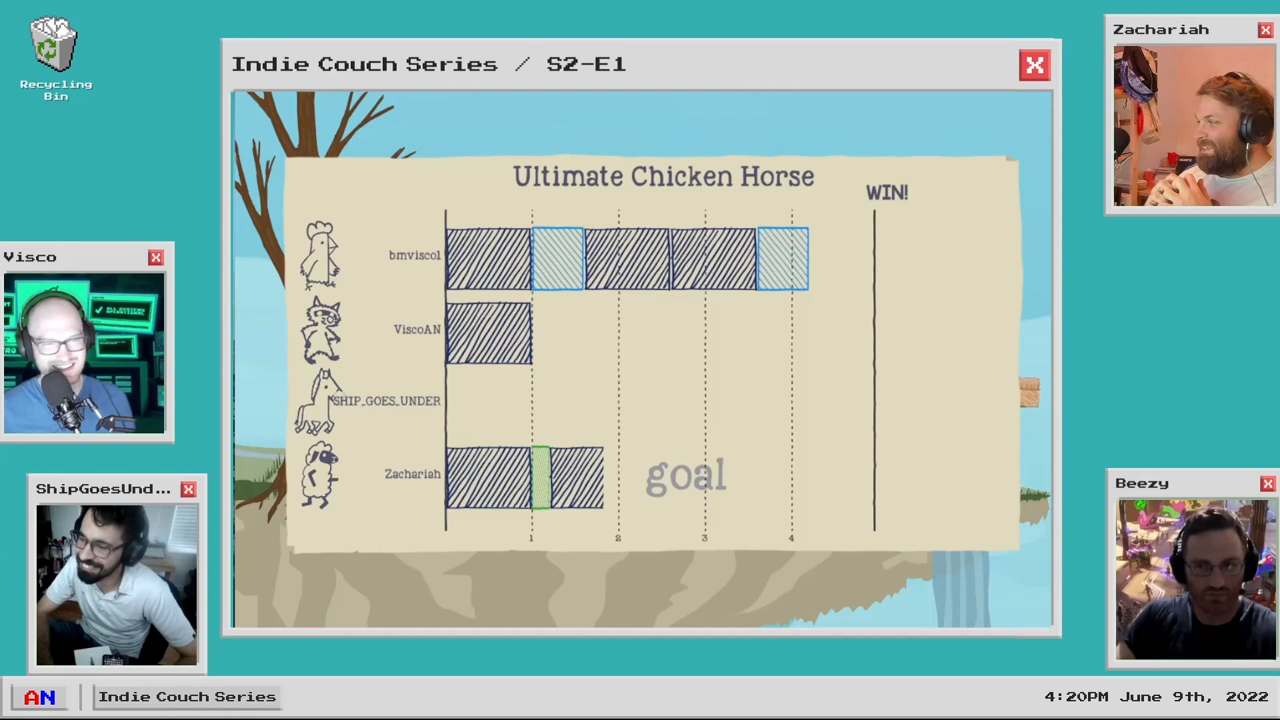 Recycling
Bin
Indie Couch Series / S2-E1
Zachariah
Ultimate Chicken Horse
WIN!
bmviscol
ViscoAN
SHIP_GOES_UNDER
Zachariah
goal
1 2 3 4
Visco
ShipGoesUnd...
Beezy
AN
Indie Couch Series
4:20PM June 9th, 2022